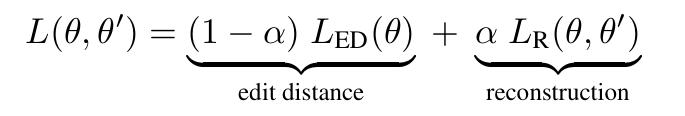 L(θ, θ′) = (1 − α) L_ED(θ) + α L_R(θ, θ′)
edit distance reconstruction